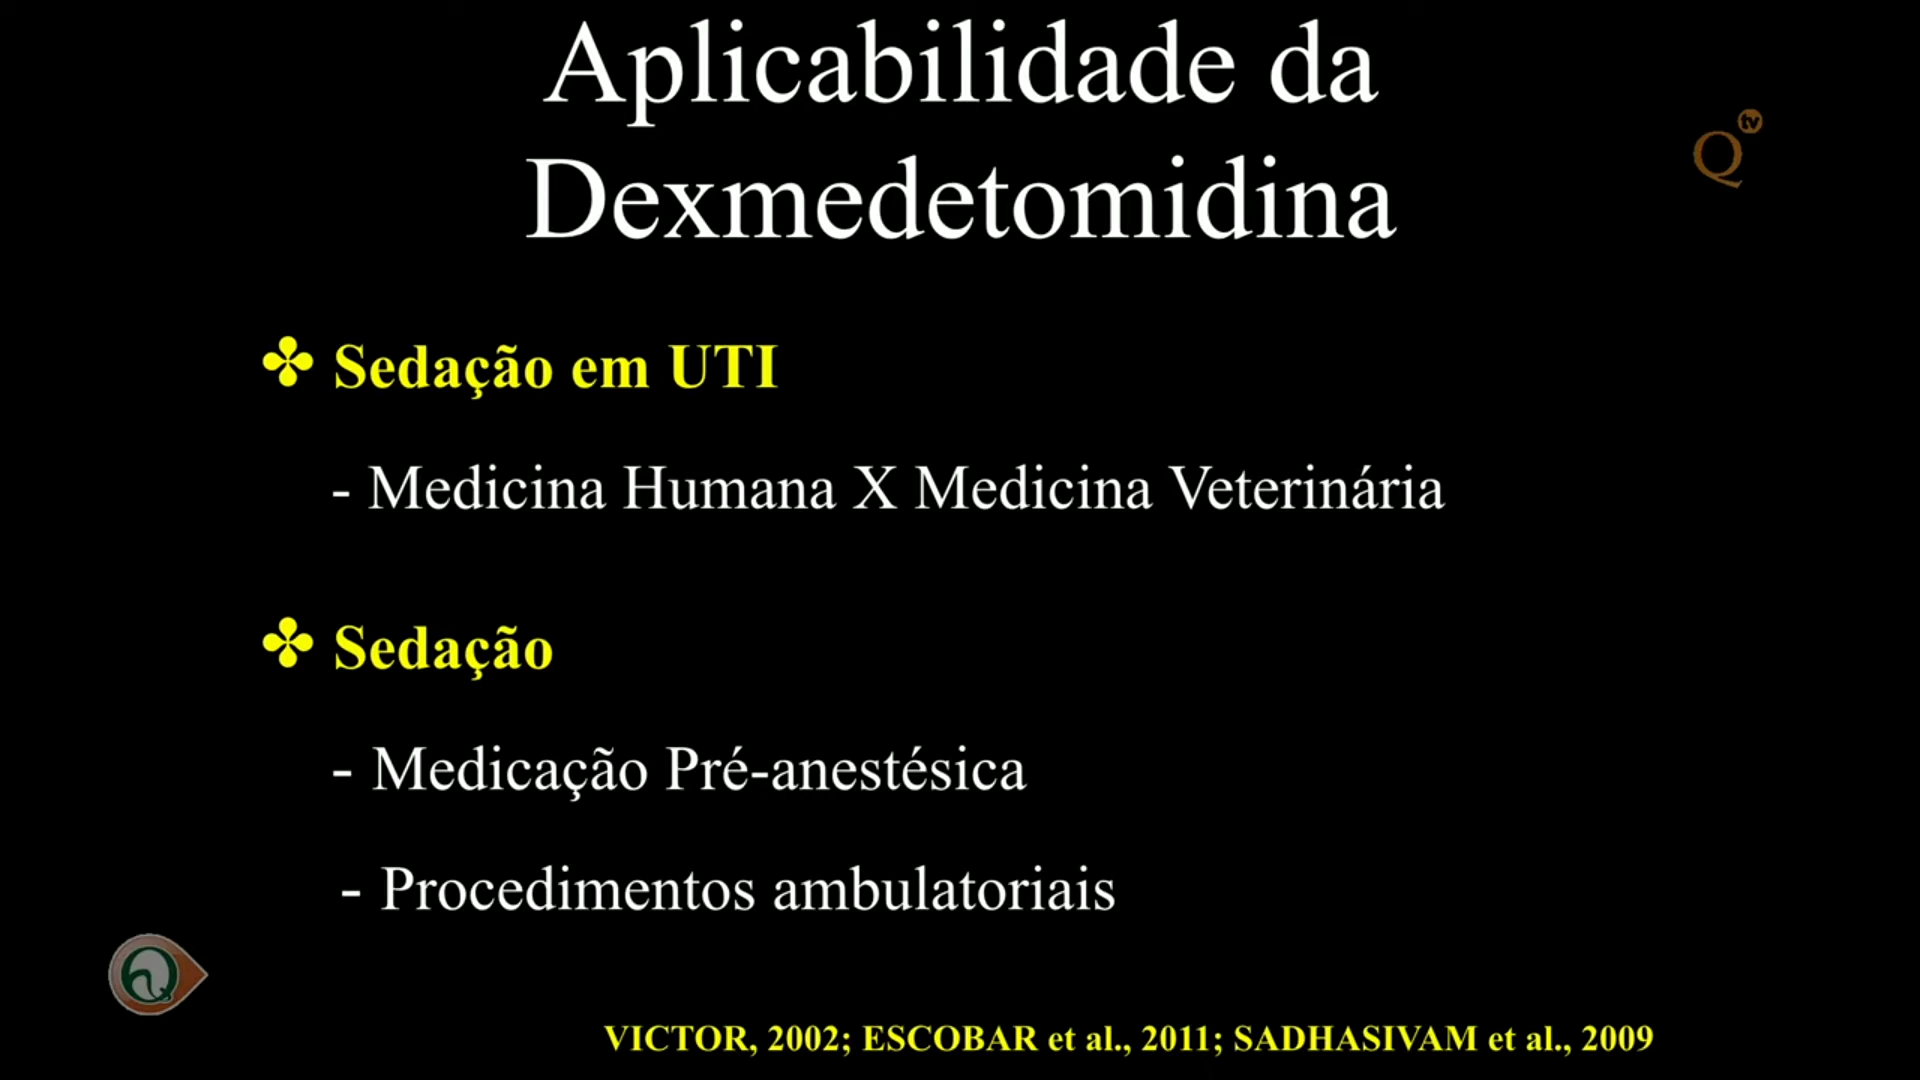 Aplicabilidade da
Dexmedetomidina
Q tv
✤ Sedação em UTI
- Medicina Humana X Medicina Veterinária
✤ Sedação
- Medicação Pré-anestésica
- Procedimentos ambulatoriais
VICTOR, 2002; ESCOBAR et al., 2011; SADHASIVAM et al., 2009